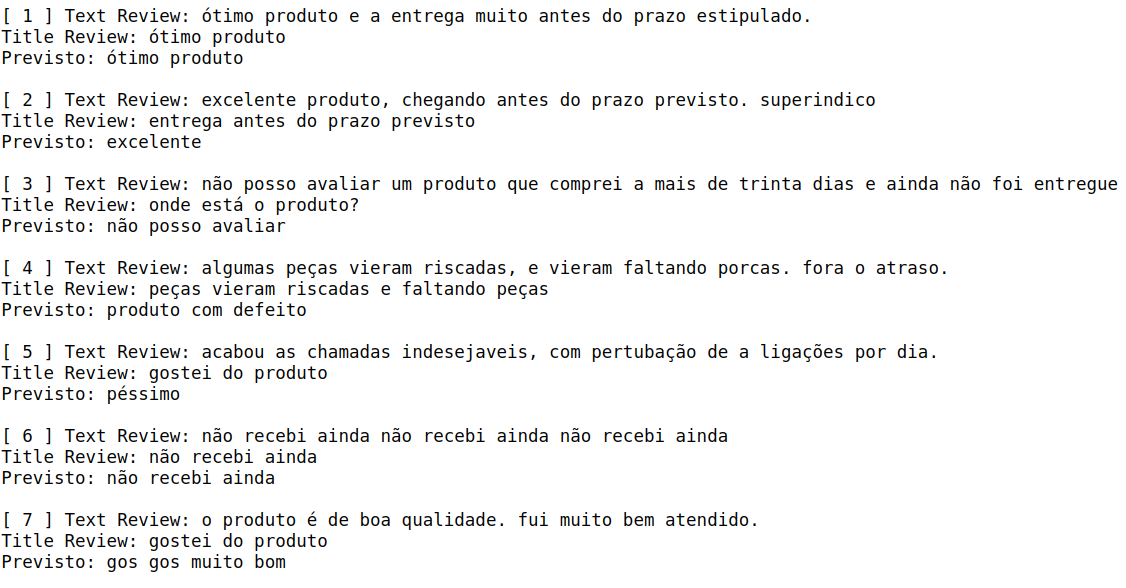 [ 1 ] Text Review: ótimo produto e a entrega muito antes do prazo estipulado.
Title Review: ótimo produto
Previsto: ótimo produto
[ 2 ] Text Review: excelente produto, chegando antes do prazo previsto. superindico
Title Review: entrega antes do prazo previsto
Previsto: excelente
[ 3 ] Text Review: não posso avaliar um produto que comprei a mais de trinta dias e ainda não foi entregue
Title Review: onde está o produto?
Previsto: não posso avaliar
[ 4 ] Text Review: algumas peças vieram riscadas, e vieram faltando porcas. fora o atraso.
Title Review: peças vieram riscadas e faltando peças
Previsto: produto com defeito
[ 5 ] Text Review: acabou as chamadas indesejaveis, com pertubação de a ligações por dia.
Title Review: gostei do produto
Previsto: péssimo
[ 6 ] Text Review: não recebi ainda não recebi ainda não recebi ainda
Title Review: não recebi ainda
Previsto: não recebi ainda
[ 7 ] Text Review: o produto é de boa qualidade. fui muito bem atendido.
Title Review: gostei do produto
Previsto: gos gos muito bom